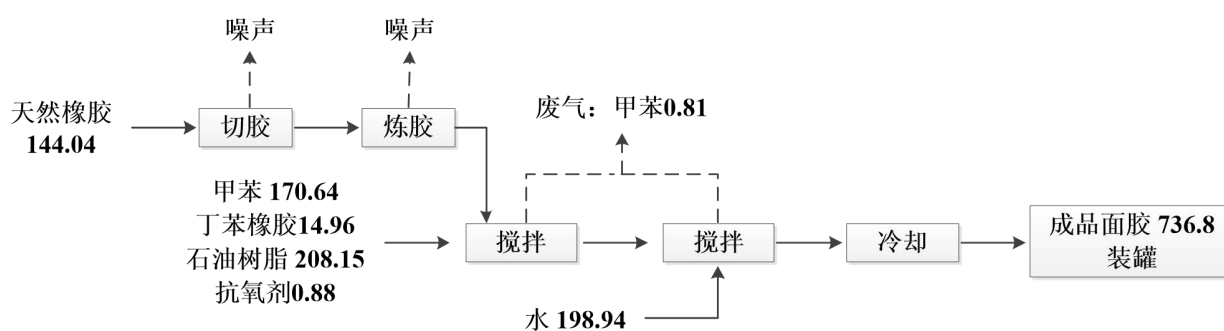 噪声
噪声
天然橡胶
144.04
切胶
炼胶
废气：甲苯0.81
甲苯 170.64
丁苯橡胶14.96
石油树脂 208.15
抗氧剂0.88
搅拌
搅拌
冷却
成品面胶 736.8
装罐
水 198.94